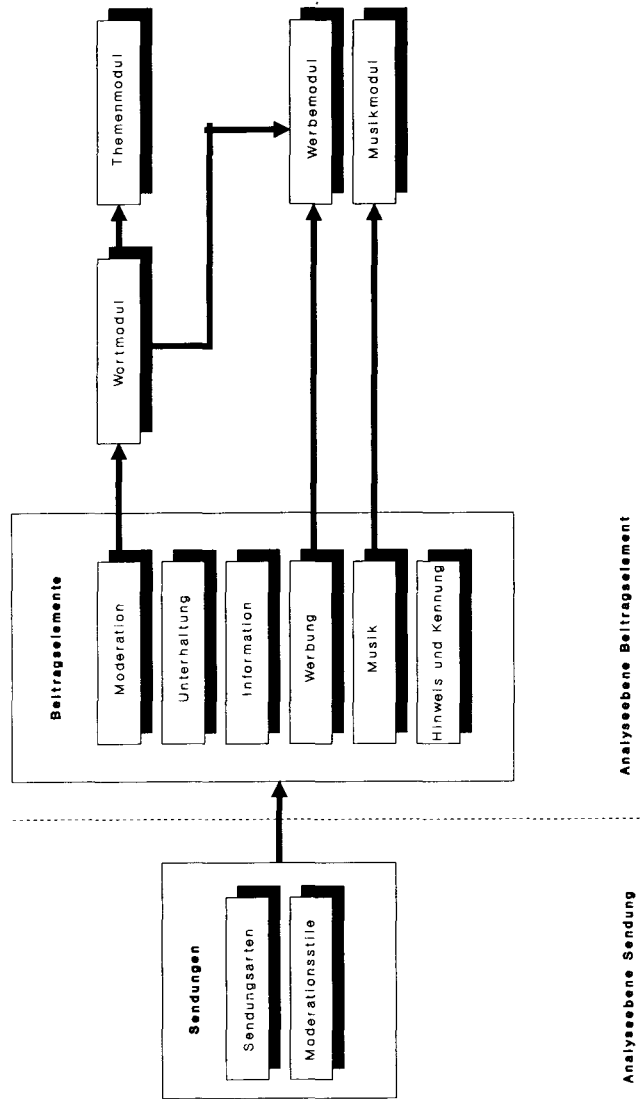 Sendungen
Sendungsarten
Moderationsstile
Beitragselemente
Moderation
Unterhaltung
Information
Werbung
Musik
Hinweis und Kennung
Wortmodul
Themenmodul
Werbemodul
Musikmodul
Analyseebene Sendung
Analyseebene Beitragselement